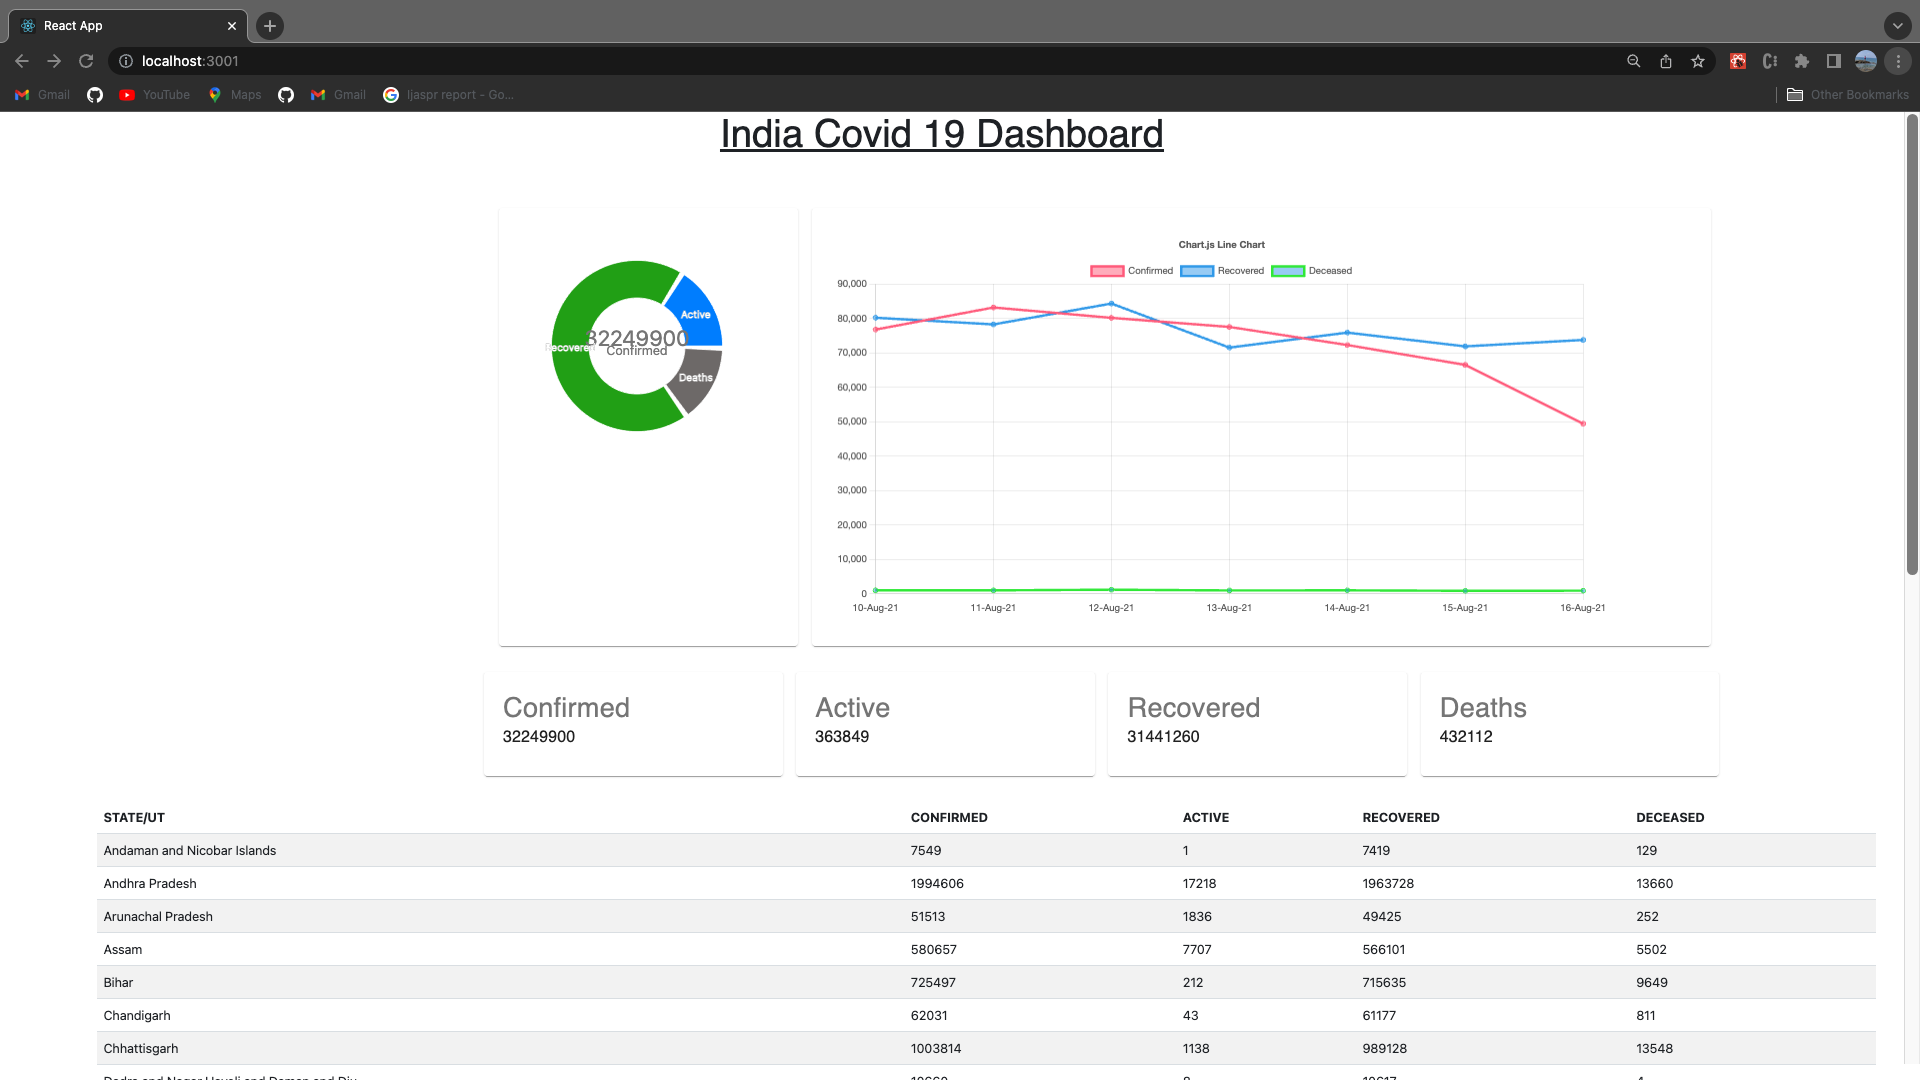 React App
localhost:3001
Gmail YouTube Maps Gmail Ijaspr report - Go... Other Bookmarks
India Covid 19 Dashboard
Active
32249900
Confirmed
Recovered
Deaths
Chart.js Line Chart
Confirmed Recovered Deceased
90,000
80,000
70,000
60,000
50,000
40,000
30,000
20,000
10,000
0
10-Aug-21 11-Aug-21 12-Aug-21 13-Aug-21 14-Aug-21 15-Aug-21 16-Aug-21
Confirmed
32249900
Active
363849
Recovered
31441260
Deaths
432112
STATE/UT CONFIRMED ACTIVE RECOVERED DECEASED
Andaman and Nicobar Islands 7549 1 7419 129
Andhra Pradesh 1994606 17218 1963728 13660
Arunachal Pradesh 51513 1836 49425 252
Assam 580657 7707 566101 5502
Bihar 725497 212 715635 9649
Chandigarh 62031 43 61177 811
Chhattisgarh 1003814 1138 989128 13548